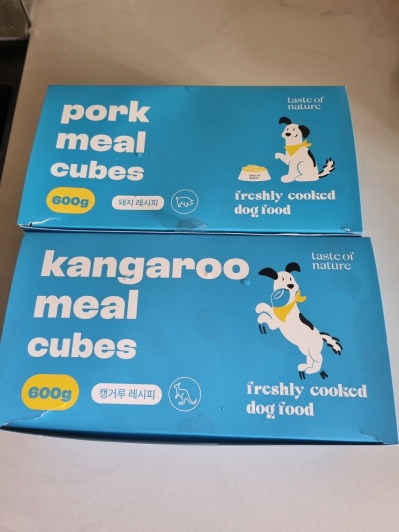 pork
meal
cubes
600g
돼지 레시피
taste of
nature
freshly cooked
dog food
kangaroo
meal
cubes
600g
캥거루 레시피
taste of
nature
freshly cooked
dog food